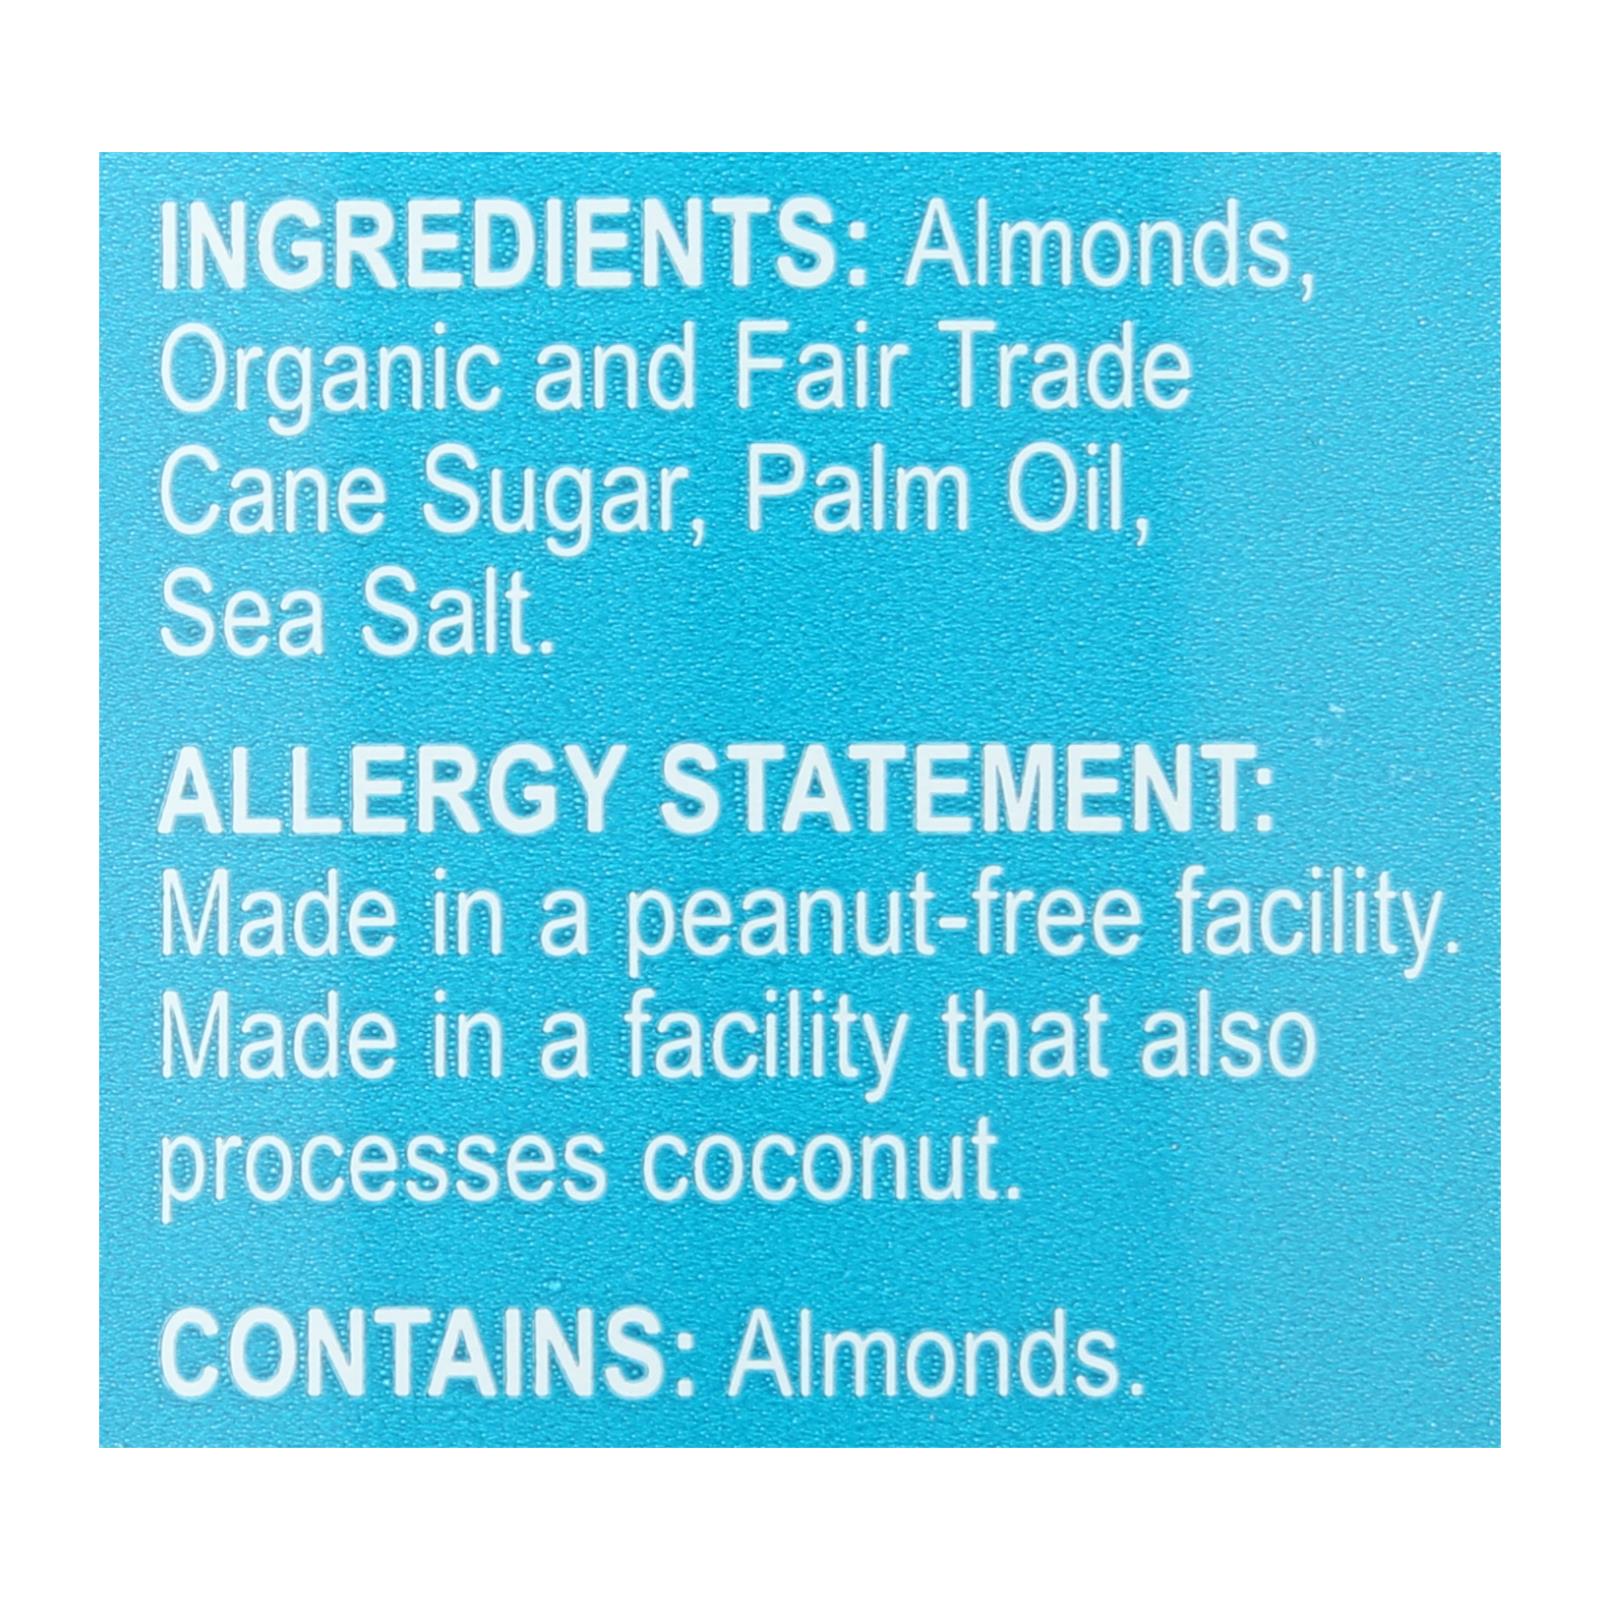 INGREDIENTS: Almonds,
Organic and Fair Trade
Cane Sugar, Palm Oil,
Sea Salt.
ALLERGY STATEMENT:
Made in a peanut-free facility.
Made in a facility that also
processes coconut.
CONTAINS: Almonds.